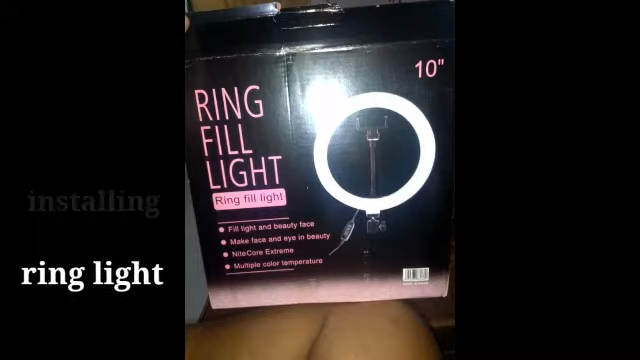 10"
RING
FILL
LIGHT
Ring fill light
Fill light and beauty face
Make face and eye in beauty
NiteCore Extreme
Multiple color temperature
installing
ring light